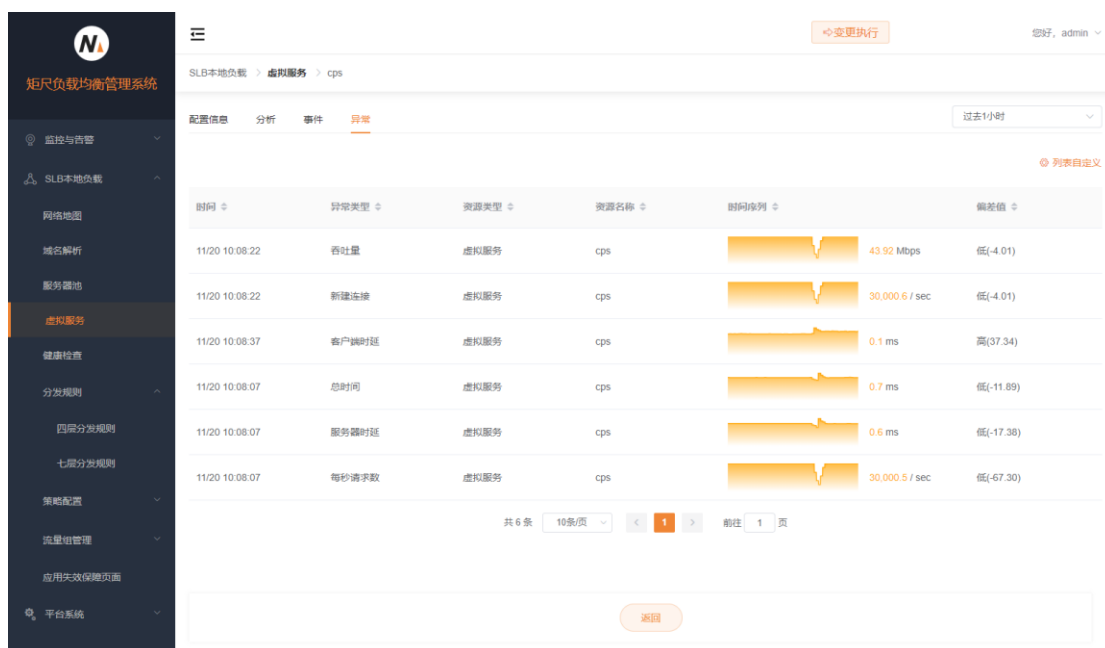 变更执行
您好，admin
矩尺负载均衡管理系统
SLB本地负载 > 虚拟服务 > cps
配置信息 分析 事件 异常
过去1小时
监控与告警
SLB本地负载
网络地图
域名解析
服务器池
虚拟服务
健康检查
分发规则
四层分发规则
七层分发规则
策略配置
流量组管理
应用失效保障页面
平台系统
列表自定义
时间 异常类型 资源类型 资源名称 时间序列 偏差值
11/20 10:08:22 吞吐量 虚拟服务 cps 43.92 Mbps 低(-4.01)
11/20 10:08:22 新建连接 虚拟服务 cps 30,000.6 / sec 低(-4.01)
11/20 10:08:37 客户端时延 虚拟服务 cps 0.1 ms 高(37.34)
11/20 10:08:07 总时间 虚拟服务 cps 0.7 ms 低(-11.89)
11/20 10:08:07 服务器时延 虚拟服务 cps 0.6 ms 低(-17.38)
11/20 10:08:07 每秒请求数 虚拟服务 cps 30,000.5 / sec 低(-67.30)
共 6 条 10条/页 < 1 > 前往 1 页
返回